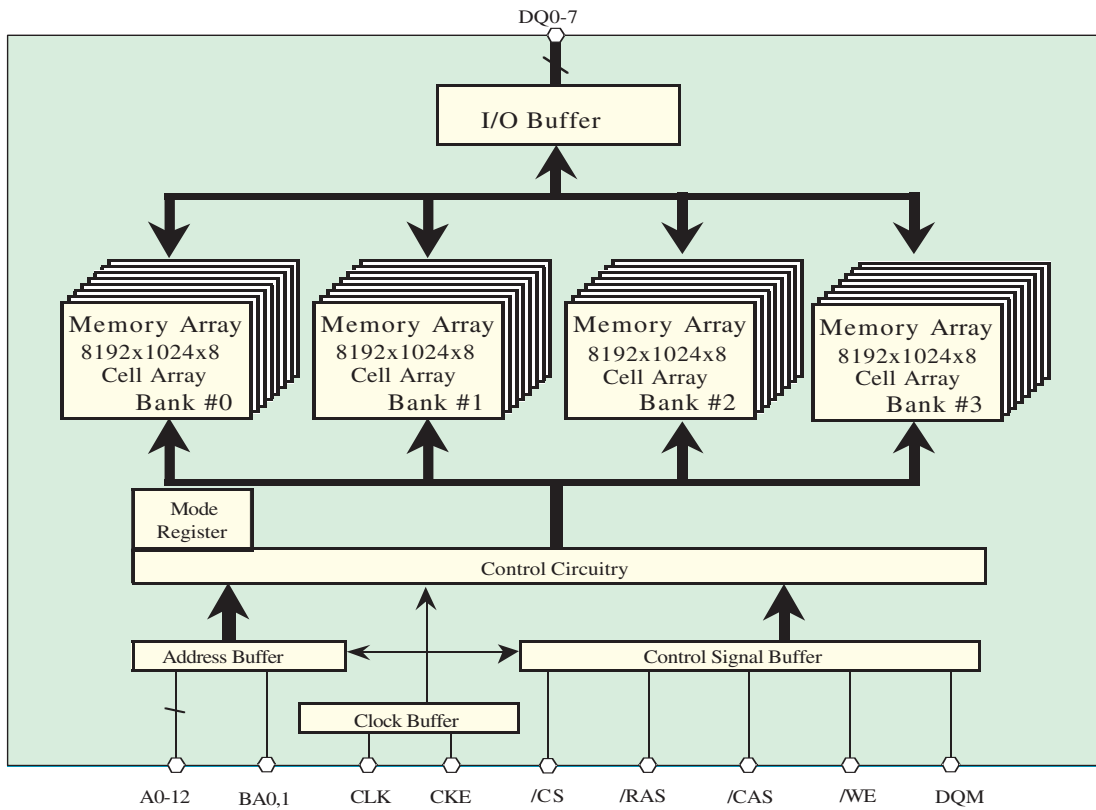 DQ0-7
I/O Buffer
Memory Array
8192x1024x8
Cell Array
Bank #0
Memory Array
8192x1024x8
Cell Array
Bank #1
Memory Array
8192x1024x8
Cell Array
Bank #2
Memory Array
8192x1024x8
Cell Array
Bank #3
Mode
Register
Control Circuitry
Address Buffer
Control Signal Buffer
Clock Buffer
A0-12
BA0,1
CLK
CKE
/CS
/RAS
/CAS
/WE
DQM